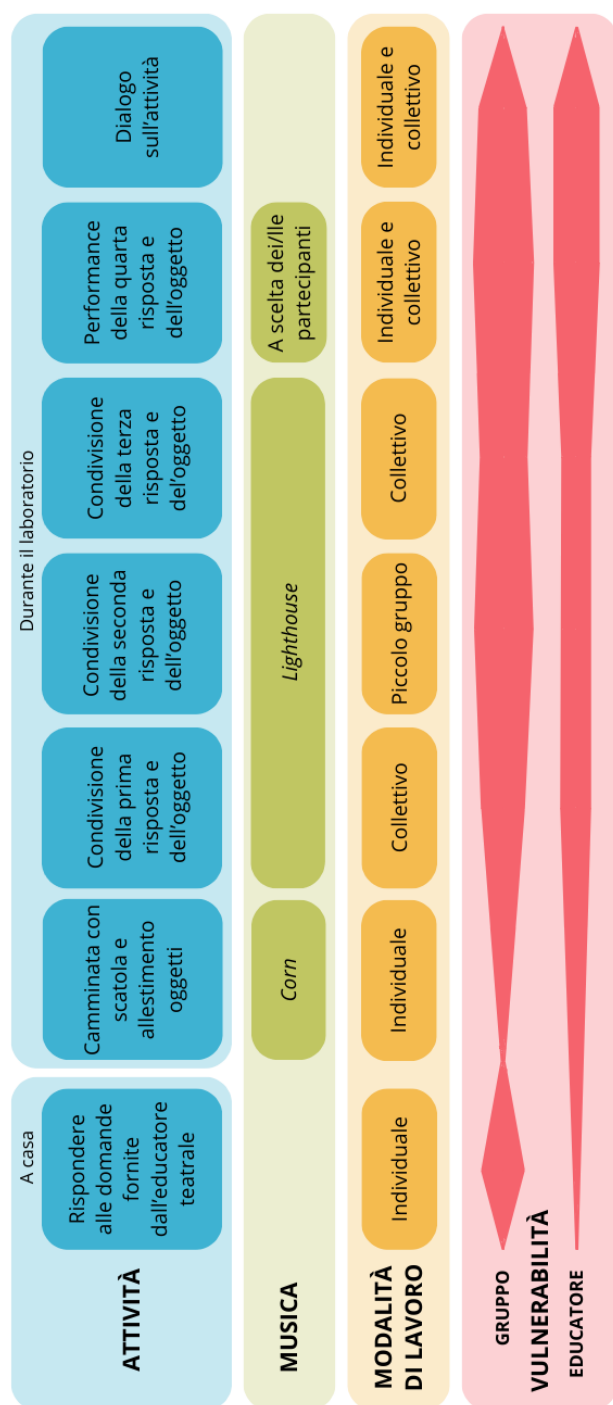 A casa
Durante il laboratorio
ATTIVITÀ
Rispondere
alle domande
fornite
dall'educatore
teatrale
Camminata con
scatola e
allestimento
oggetti
Condivisione
della prima
risposta e
dell'oggetto
Condivisione
della seconda
risposta e
dell'oggetto
Condivisione
della terza
risposta e
del'oggetto
Performance
della quarta
risposta e
dell'oggetto
Dialogo
sull'attività
MUSICA
Corn
Lighthouse
A scelta dei/lle
partecipanti
MODALITÀ
DI LAVORO
Individuale
Individuale
Collettivo
Piccolo gruppo
Collettivo
Individuale e
collettivo
Individuale e
collettivo
GRUPPO
VULNERABILITÀ
EDUCATORE